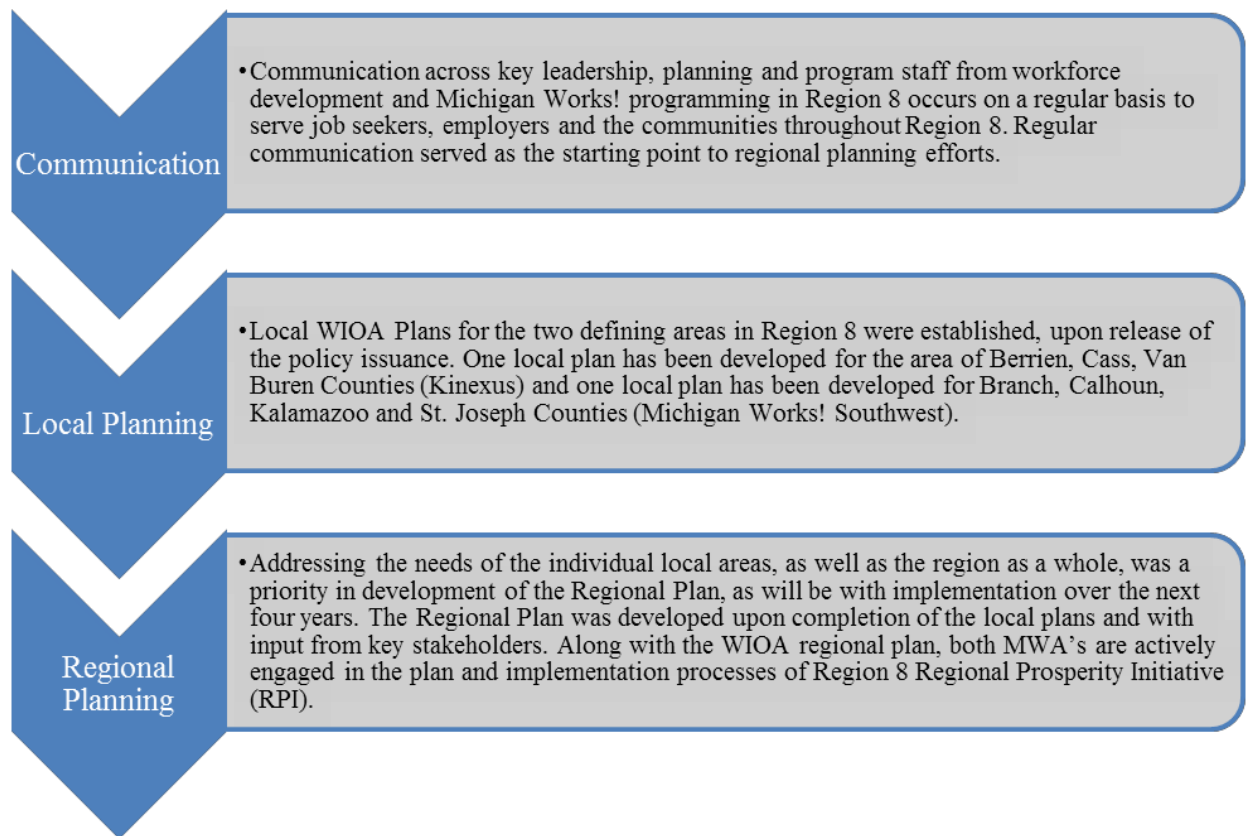 Communication
•Communication across key leadership, planning and program staff from workforce
development and Michigan Works! programming in Region 8 occurs on a regular basis to
serve job seekers, employers and the communities throughout Region 8. Regular
communication served as the starting point to regional planning efforts.
Local Planning
•Local WIOA Plans for the two defining areas in Region 8 were established, upon release of
the policy issuance. One local plan has been developed for the area of Berrien, Cass, Van
Buren Counties (Kinexus) and one local plan has been developed for Branch, Calhoun,
Kalamazoo and St. Joseph Counties (Michigan Works! Southwest).
Regional
Planning
•Addressing the needs of the individual local areas, as well as the region as a whole, was a
priority in development of the Regional Plan, as will be with implementation over the next
four years. The Regional Plan was developed upon completion of the local plans and with
input from key stakeholders. Along with the WIOA regional plan, both MWA's are actively
engaged in the plan and implementation processes of Region 8 Regional Prosperity Initiative
(RPI).